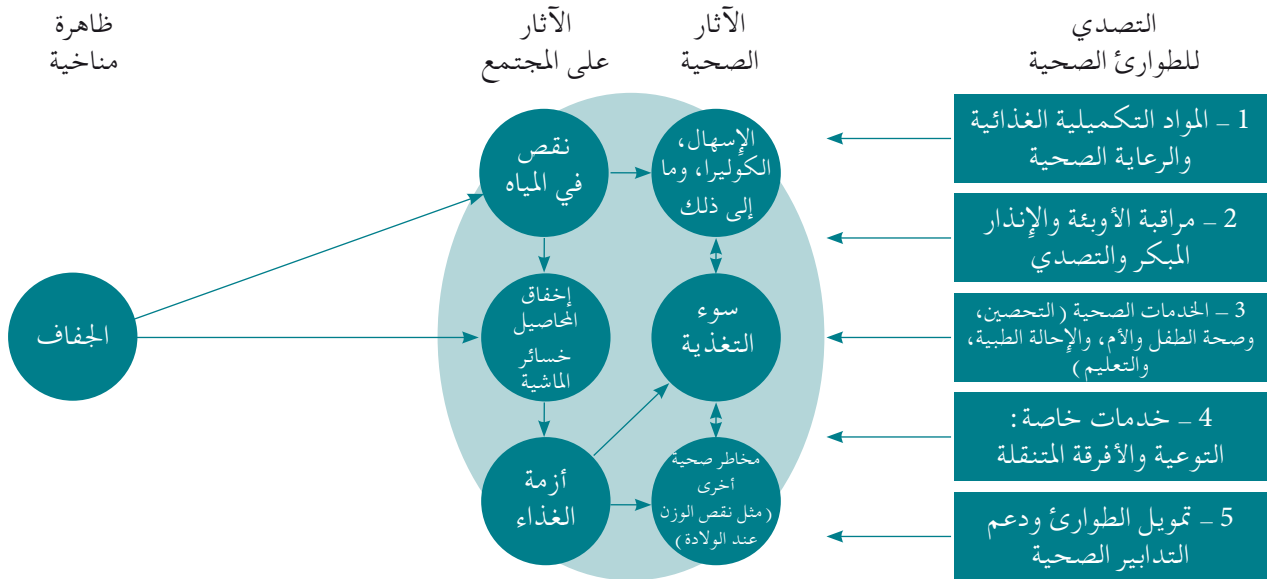 التصدي
للطوارئ الصحية
الآثار
الصحية
الآثار
على المجتمع
ظاهرة
مناخية
1 – المواد التكميلية الغذائية
والرعاية الصحية
2 – مراقبة الأوبئة والإنذار
المبكر والتصدي
3 – الخدمات الصحية (التحصين،
وصحة الطفل والأم، والإحالة الطبية،
والتعليم)
4 – خدمات خاصة:
التوعية والأفرقة المتنقلة
5 – تمويل الطوارئ ودعم
التدابير الصحية
الإسهال،
الكوليرا، وما
إلى ذلك
سوء
التغذية
مخاطر صحية
أخرى
(مثل نقص الوزن
عند الولادة)
نقص
في المياه
إخفاق
المحاصيل
خسائر
الماشية
أزمة
الغذاء
الجفاف